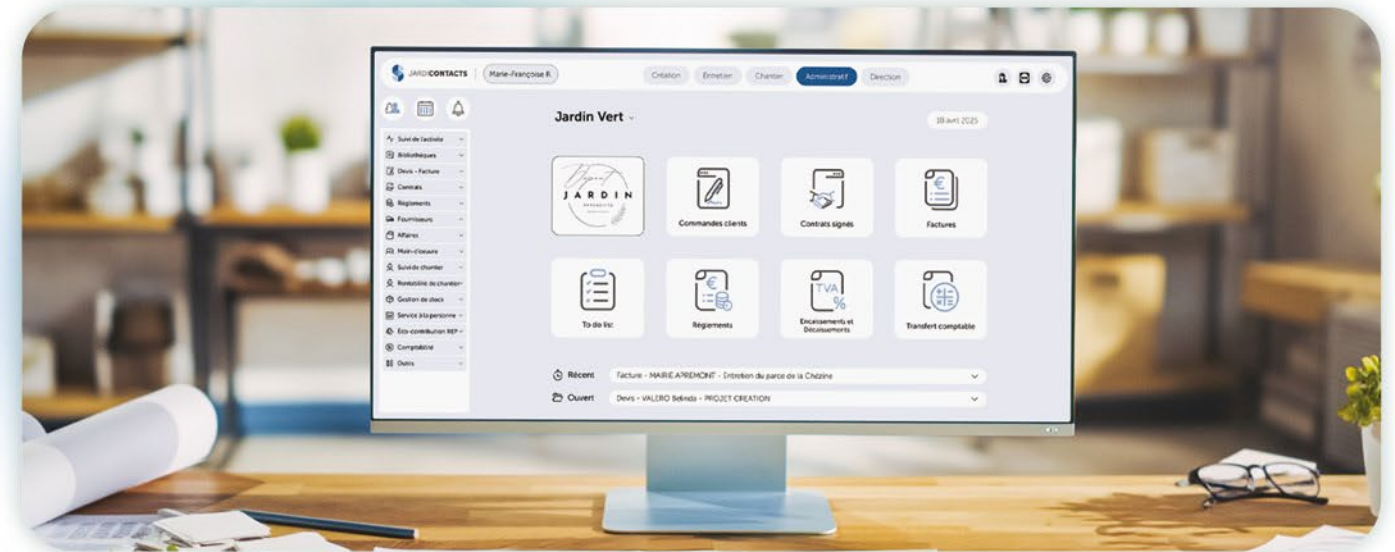 JARDICONTACTS
Marie-Françoise R.
Création
Entretien
Chantier
Administratif
Direction
Jardin Vert
18 avril 2025
Suivi de l'activité
Bibliothèques
Devis - Facture
Contrats
Règlements
Fournisseurs
Affaires
Main-d'oeuvre
Suivi de chantier
Rentabilité de chantier
Gestion de stock
Service à la personne
Eco-contribution REP
Comptabilité
Outils
JARDIN
Commandes clients
Contrats signés
€
Factures
To do list
€
Règlements
TVA
%
Encaissements et
Décaissements
Transfert comptable
Récent
Facture - MAIRIE APREMONT - Entretien du parce de la Chézine
Ouvert
Devis - VALERO Belinda - PROJET CREATION